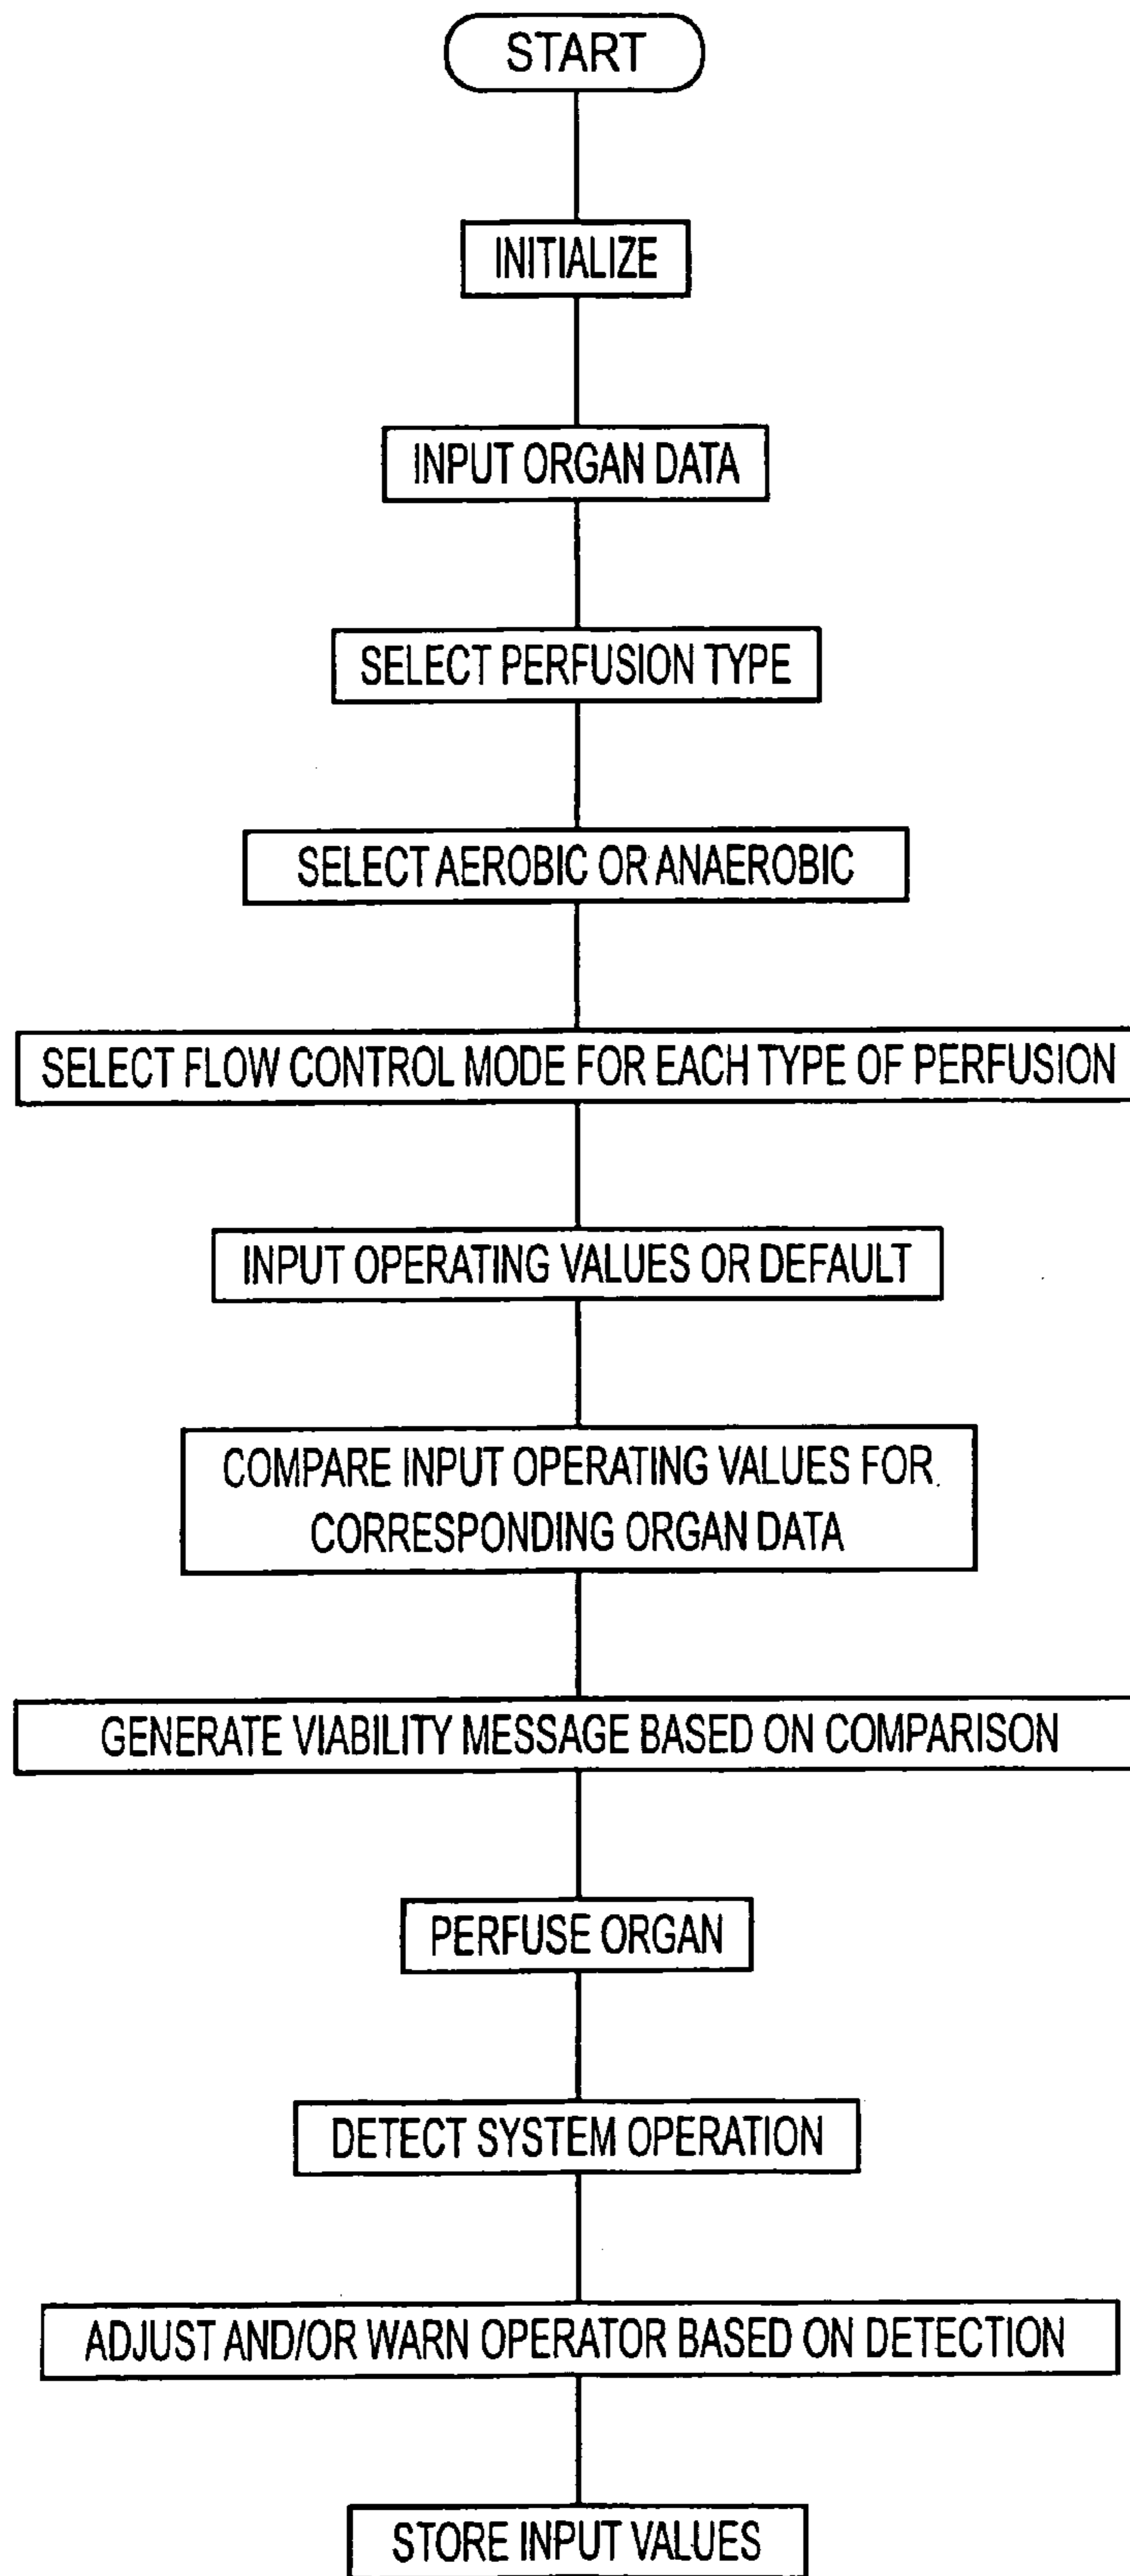 START
INITIALIZE
INPUT ORGAN DATA
SELECT PERFUSION TYPE
SELECT AEROBIC OR ANAEROBIC
SELECT FLOW CONTROL MODE FOR EACH TYPE OF PERFUSION
INPUT OPERATING VALUES OR DEFAULT
COMPARE INPUT OPERATING VALUES FOR
CORRESPONDING ORGAN DATA
GENERATE VIABILITY MESSAGE BASED ON COMPARISON
PERFUSE ORGAN
DETECT SYSTEM OPERATION
ADJUST AND/OR WARN OPERATOR BASED ON DETECTION
STORE INPUT VALUES